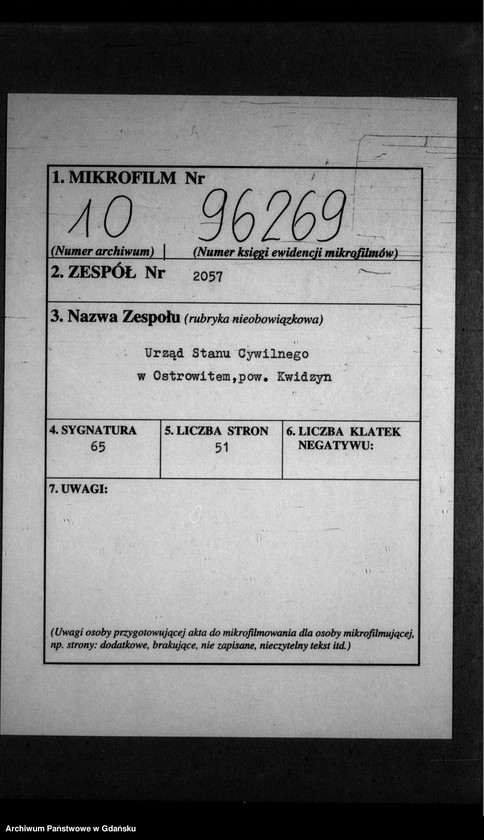 1. MIKROFILM Nr
10 96269
(Numer archiwum) (Numer księgi ewidencji mikrofilmów)
2. ZESPÓŁ Nr 2057
3. Nazwa Zespołu (rubryka nieobowiązkowa)
Urząd Stanu Cywilnego
w Ostrowitem,pow. Kwidzyn
4. SYGNATURA
65
5. LICZBA STRON
51
6. LICZBA KLATEK
NEGATYWU:
7. UWAGI:
(Uwagi osoby przygotowującej akta do mikrofilmowania dla osoby mikrofilmującej,
np. strony: dodatkowe, brakujące, nie zapisane, nieczytelny tekst itd.)
Archiwum Państwowe w Gdańsku